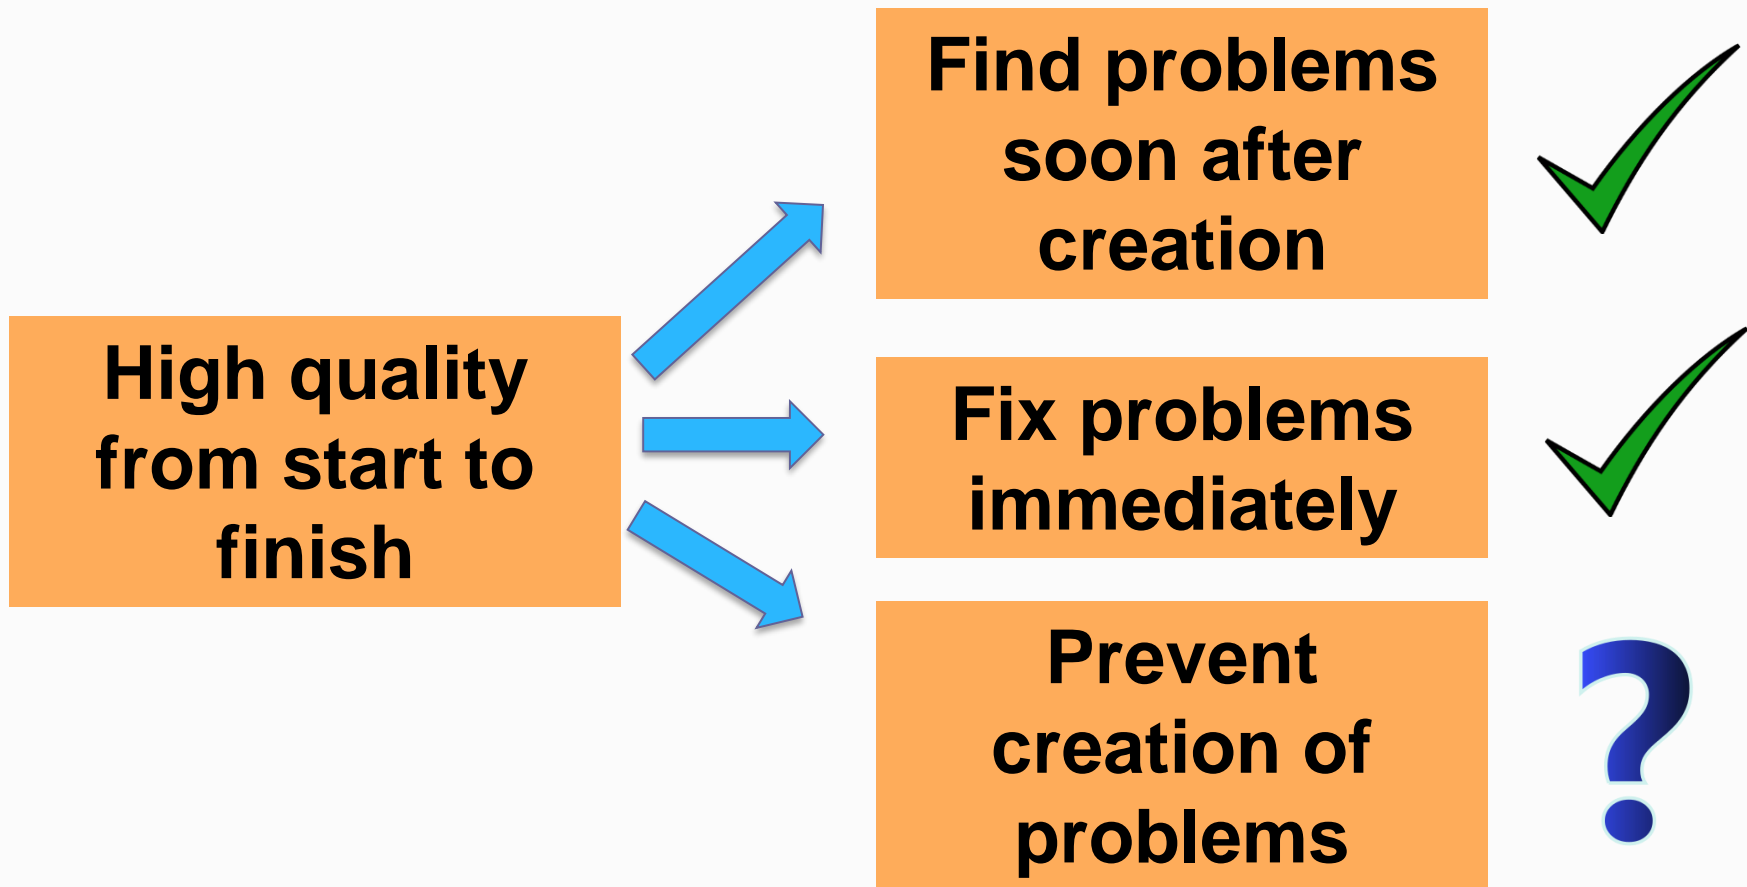 High quality
from start to
finish
Find problems
soon after
creation
Fix problems
immediately
Prevent
creation of
problems
?